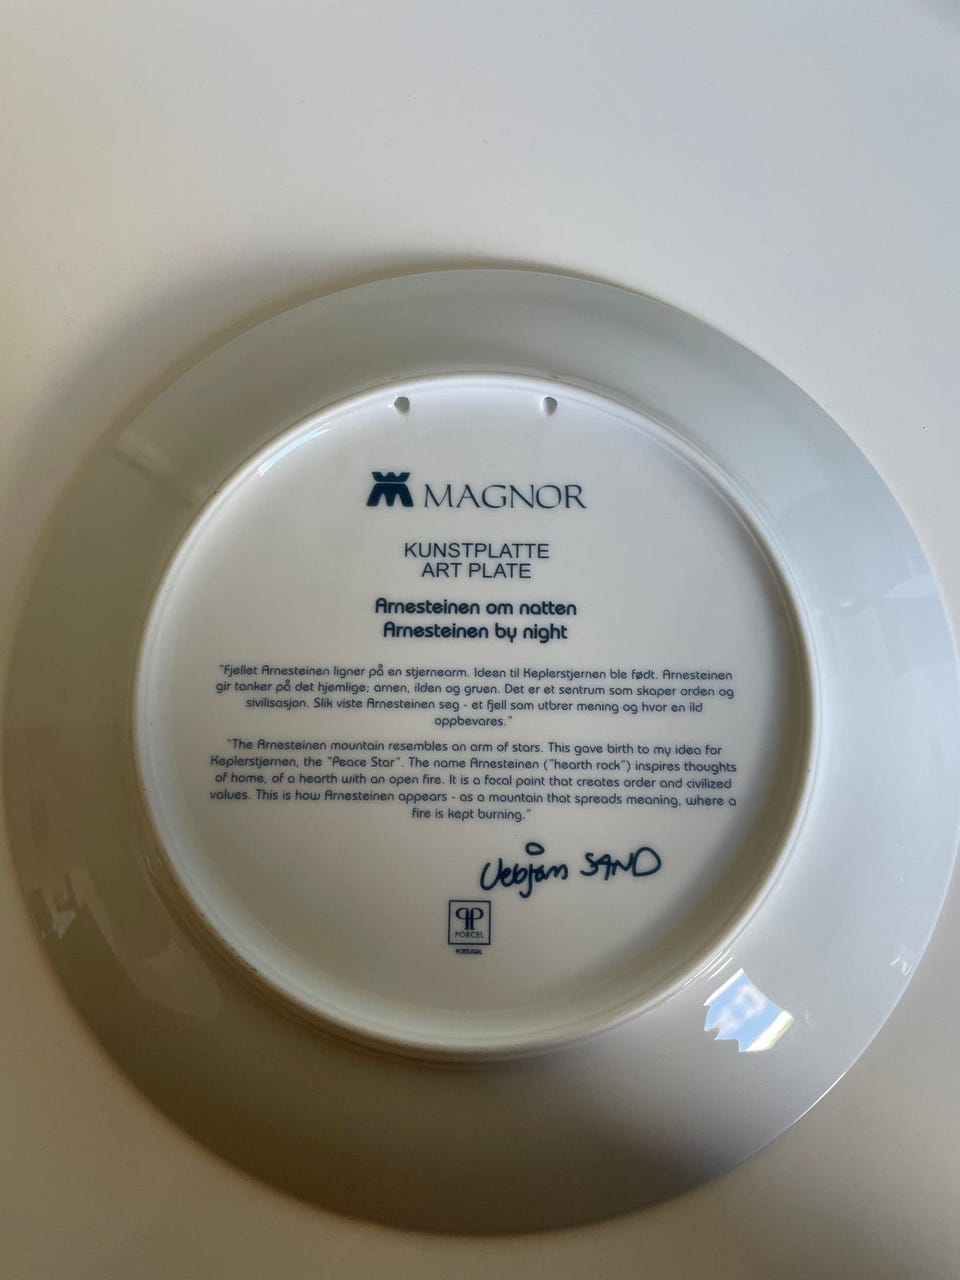 MAGNOR
KUNSTPLATTE
ART PLATE
Arnesteinen om natten
Arnesteinen by night
"Fjellet Arnesteinen ligner på en stjernearm. Ideen til Keplerstjernen ble født. Arnesteinen
gir tanker på det hjemlige; arnen, ilden og gruen. Det er et sentrum som skaper orden og
sivilisasjon. Slik viste Arnesteinen seg - et fjell som utbrer mening og hvor en ild
oppbevares."
"The Arnesteinen mountain resembles an arm of stars. This gave birth to my idea for
Keplerstjernen, the "Peace Star". The name Arnesteinen ("hearth rock") inspires thoughts
of home, of a hearth with an open fire. It is a focal point that creates order and civilized
values. This is how Arnesteinen appears - as a mountain that spreads meaning, where a
fire is kept burning."
Vebjørn SAND
PP
PORCEL
PORTUGAL